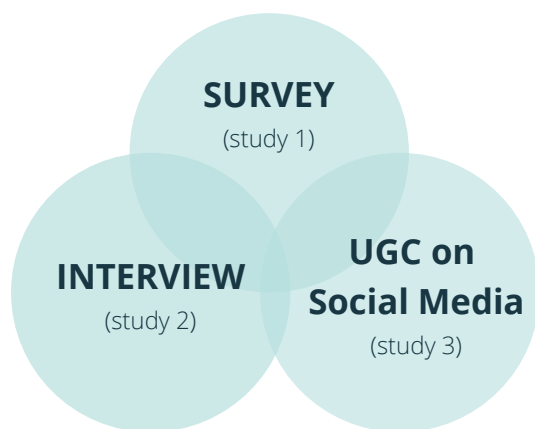 SURVEY
(study 1)
INTERVIEW
(study 2)
UGC on
Social Media
(study 3)